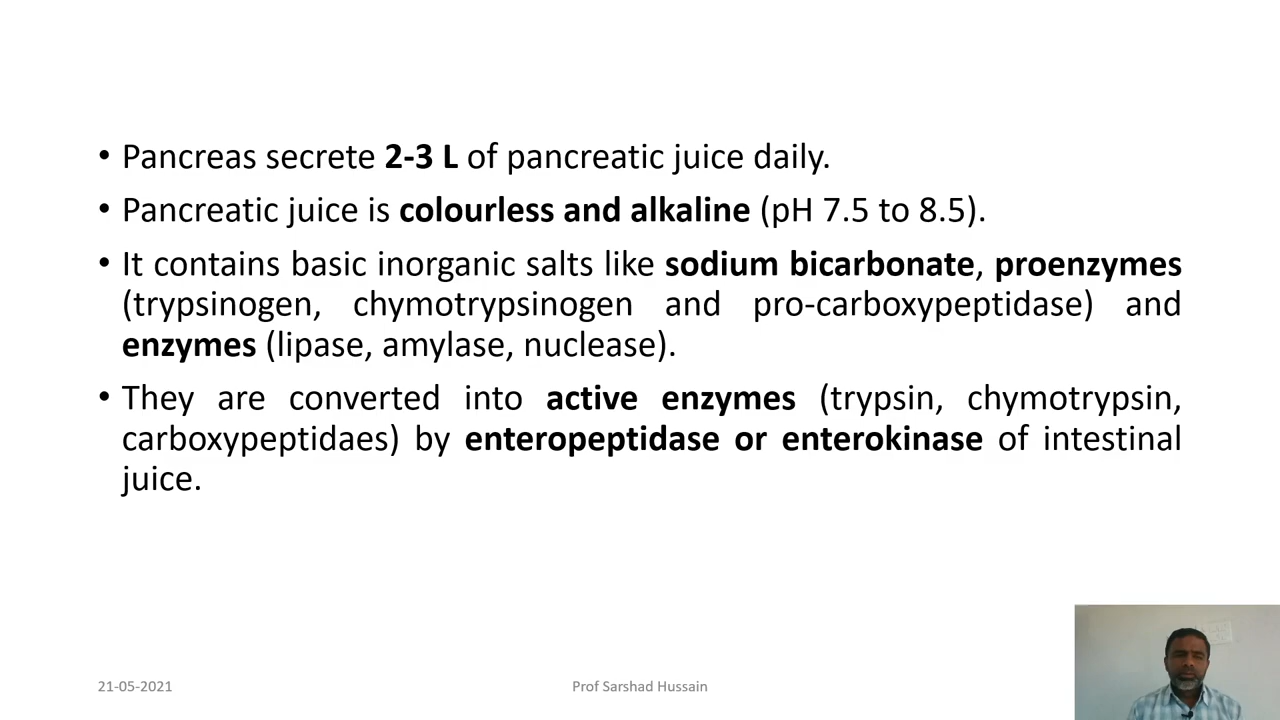 • Pancreas secrete 2-3 L of pancreatic juice daily.
• Pancreatic juice is colourless and alkaline (pH 7.5 to 8.5).
• It contains basic inorganic salts like sodium bicarbonate, proenzymes
(trypsinogen, chymotrypsinogen and pro-carboxypeptidase) and
enzymes (lipase, amylase, nuclease).
• They are converted into active enzymes (trypsin, chymotrypsin,
carboxypeptidaes) by enteropeptidase or enterokinase of intestinal
juice.
21-05-2021
Prof Sarshad Hussain